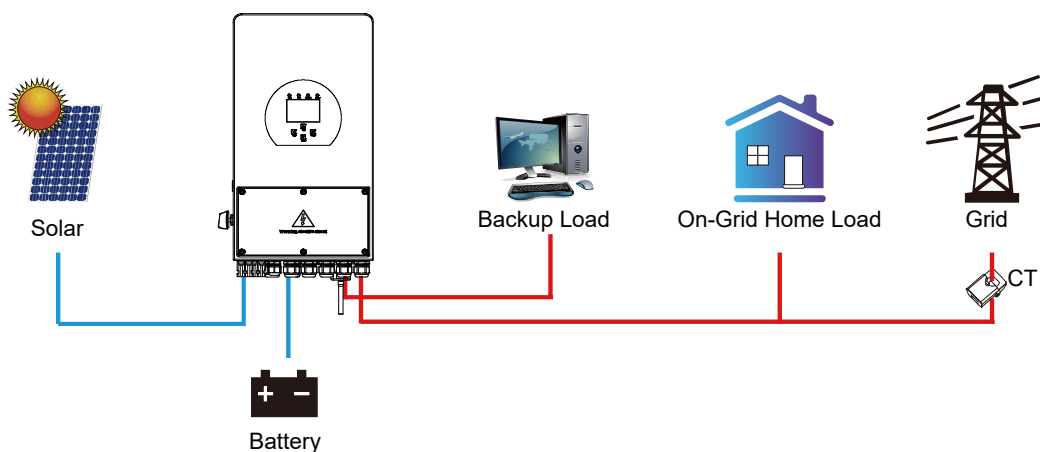 Solar
Backup Load
On-Grid Home Load
Grid
CT
+ −
Battery